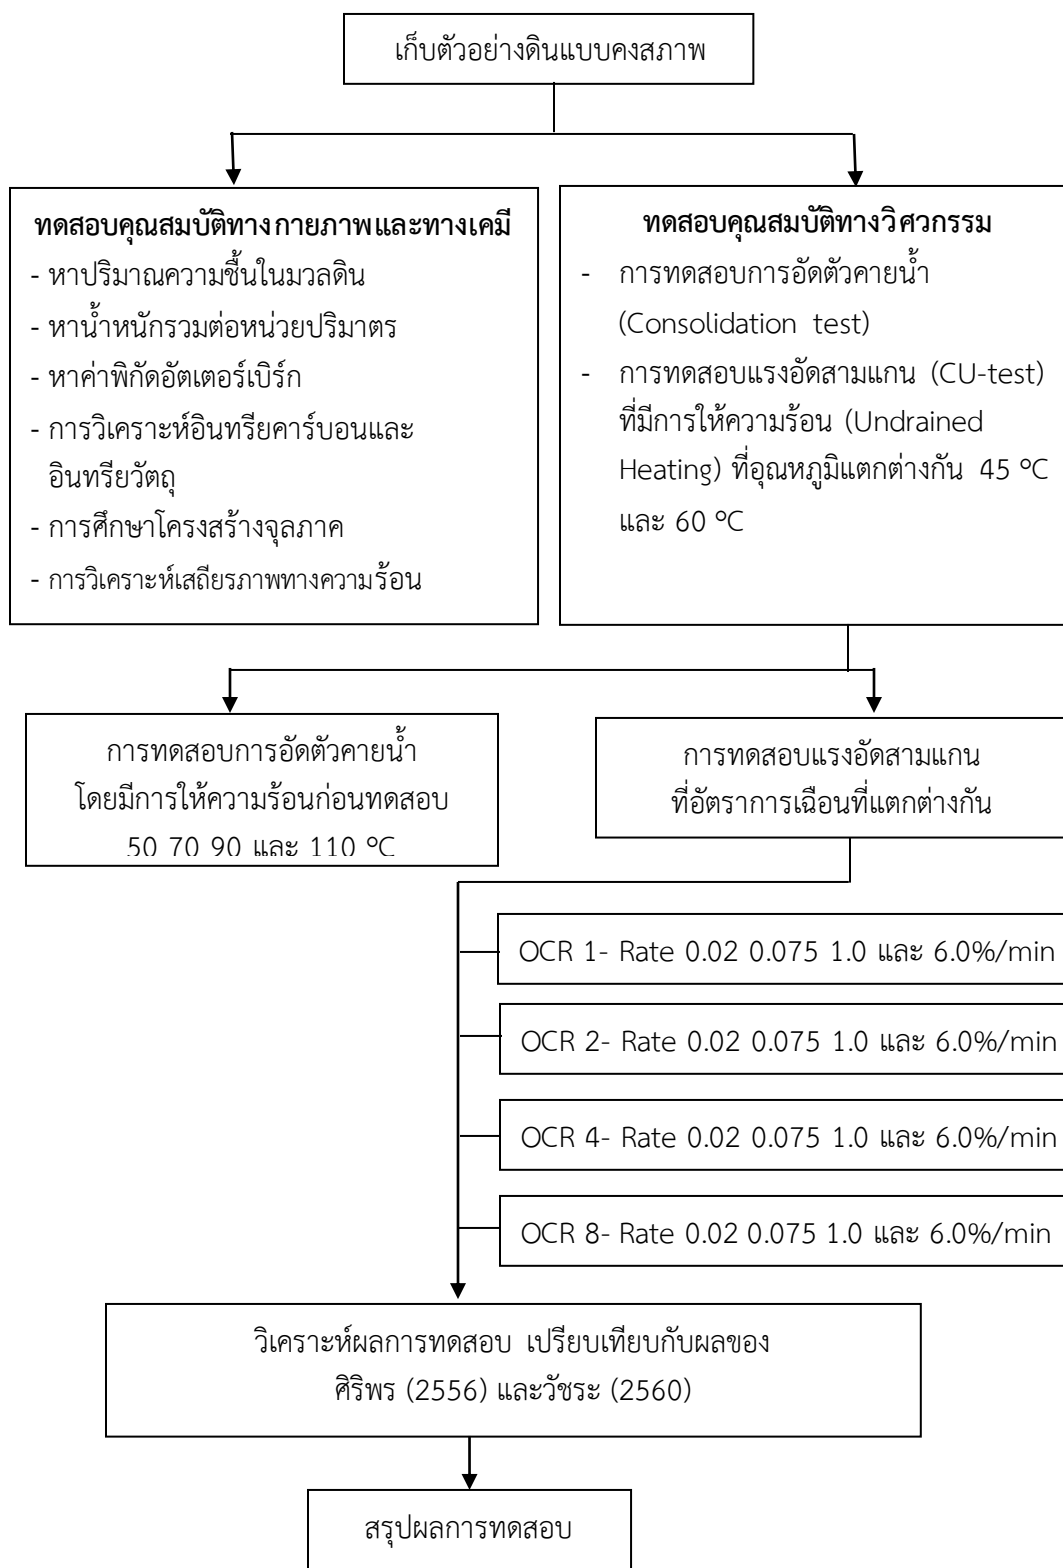 เก็บตัวอย่างดินแบบคงสภาพ
ทดสอบคุณสมบัติทางกายภาพและทางเคมี
- หาปริมาณความชื้นในมวลดิน
- หาน้ำหนักรวมต่อหน่วยปริมาตร
- หาค่าพิกัดอัตเตอร์เบิร์ก
- การวิเคราะห์อินทรียคาร์บอนและ
อินทรียวัตถุ
- การศึกษาโครงสร้างจุลภาค
- การวิเคราะห์เสถียรภาพทางความร้อน
ทดสอบคุณสมบัติทางวิศวกรรม
- การทดสอบการอัดตัวคายน้ำ
(Consolidation test)
- การทดสอบแรงอัดสามแกน (CU-test)
ที่มีการให้ความร้อน (Undrained
Heating) ที่อุณหภูมิแตกต่างกัน 45 ºC
และ 60 ºC
การทดสอบการอัดตัวคายน้ำ
โดยมีการให้ความร้อนก่อนทดสอบ
50 70 90 และ 110 ºC
การทดสอบแรงอัดสามแกน
ที่อัตราการเฉือนที่แตกต่างกัน
OCR 1- Rate 0.02 0.075 1.0 และ 6.0%/min
OCR 2- Rate 0.02 0.075 1.0 และ 6.0%/min
OCR 4- Rate 0.02 0.075 1.0 และ 6.0%/min
OCR 8- Rate 0.02 0.075 1.0 และ 6.0%/min
วิเคราะห์ผลการทดสอบ เปรียบเทียบกับผลของ
ศิริพร (2556) และวัชระ (2560)
สรุปผลการทดสอบ